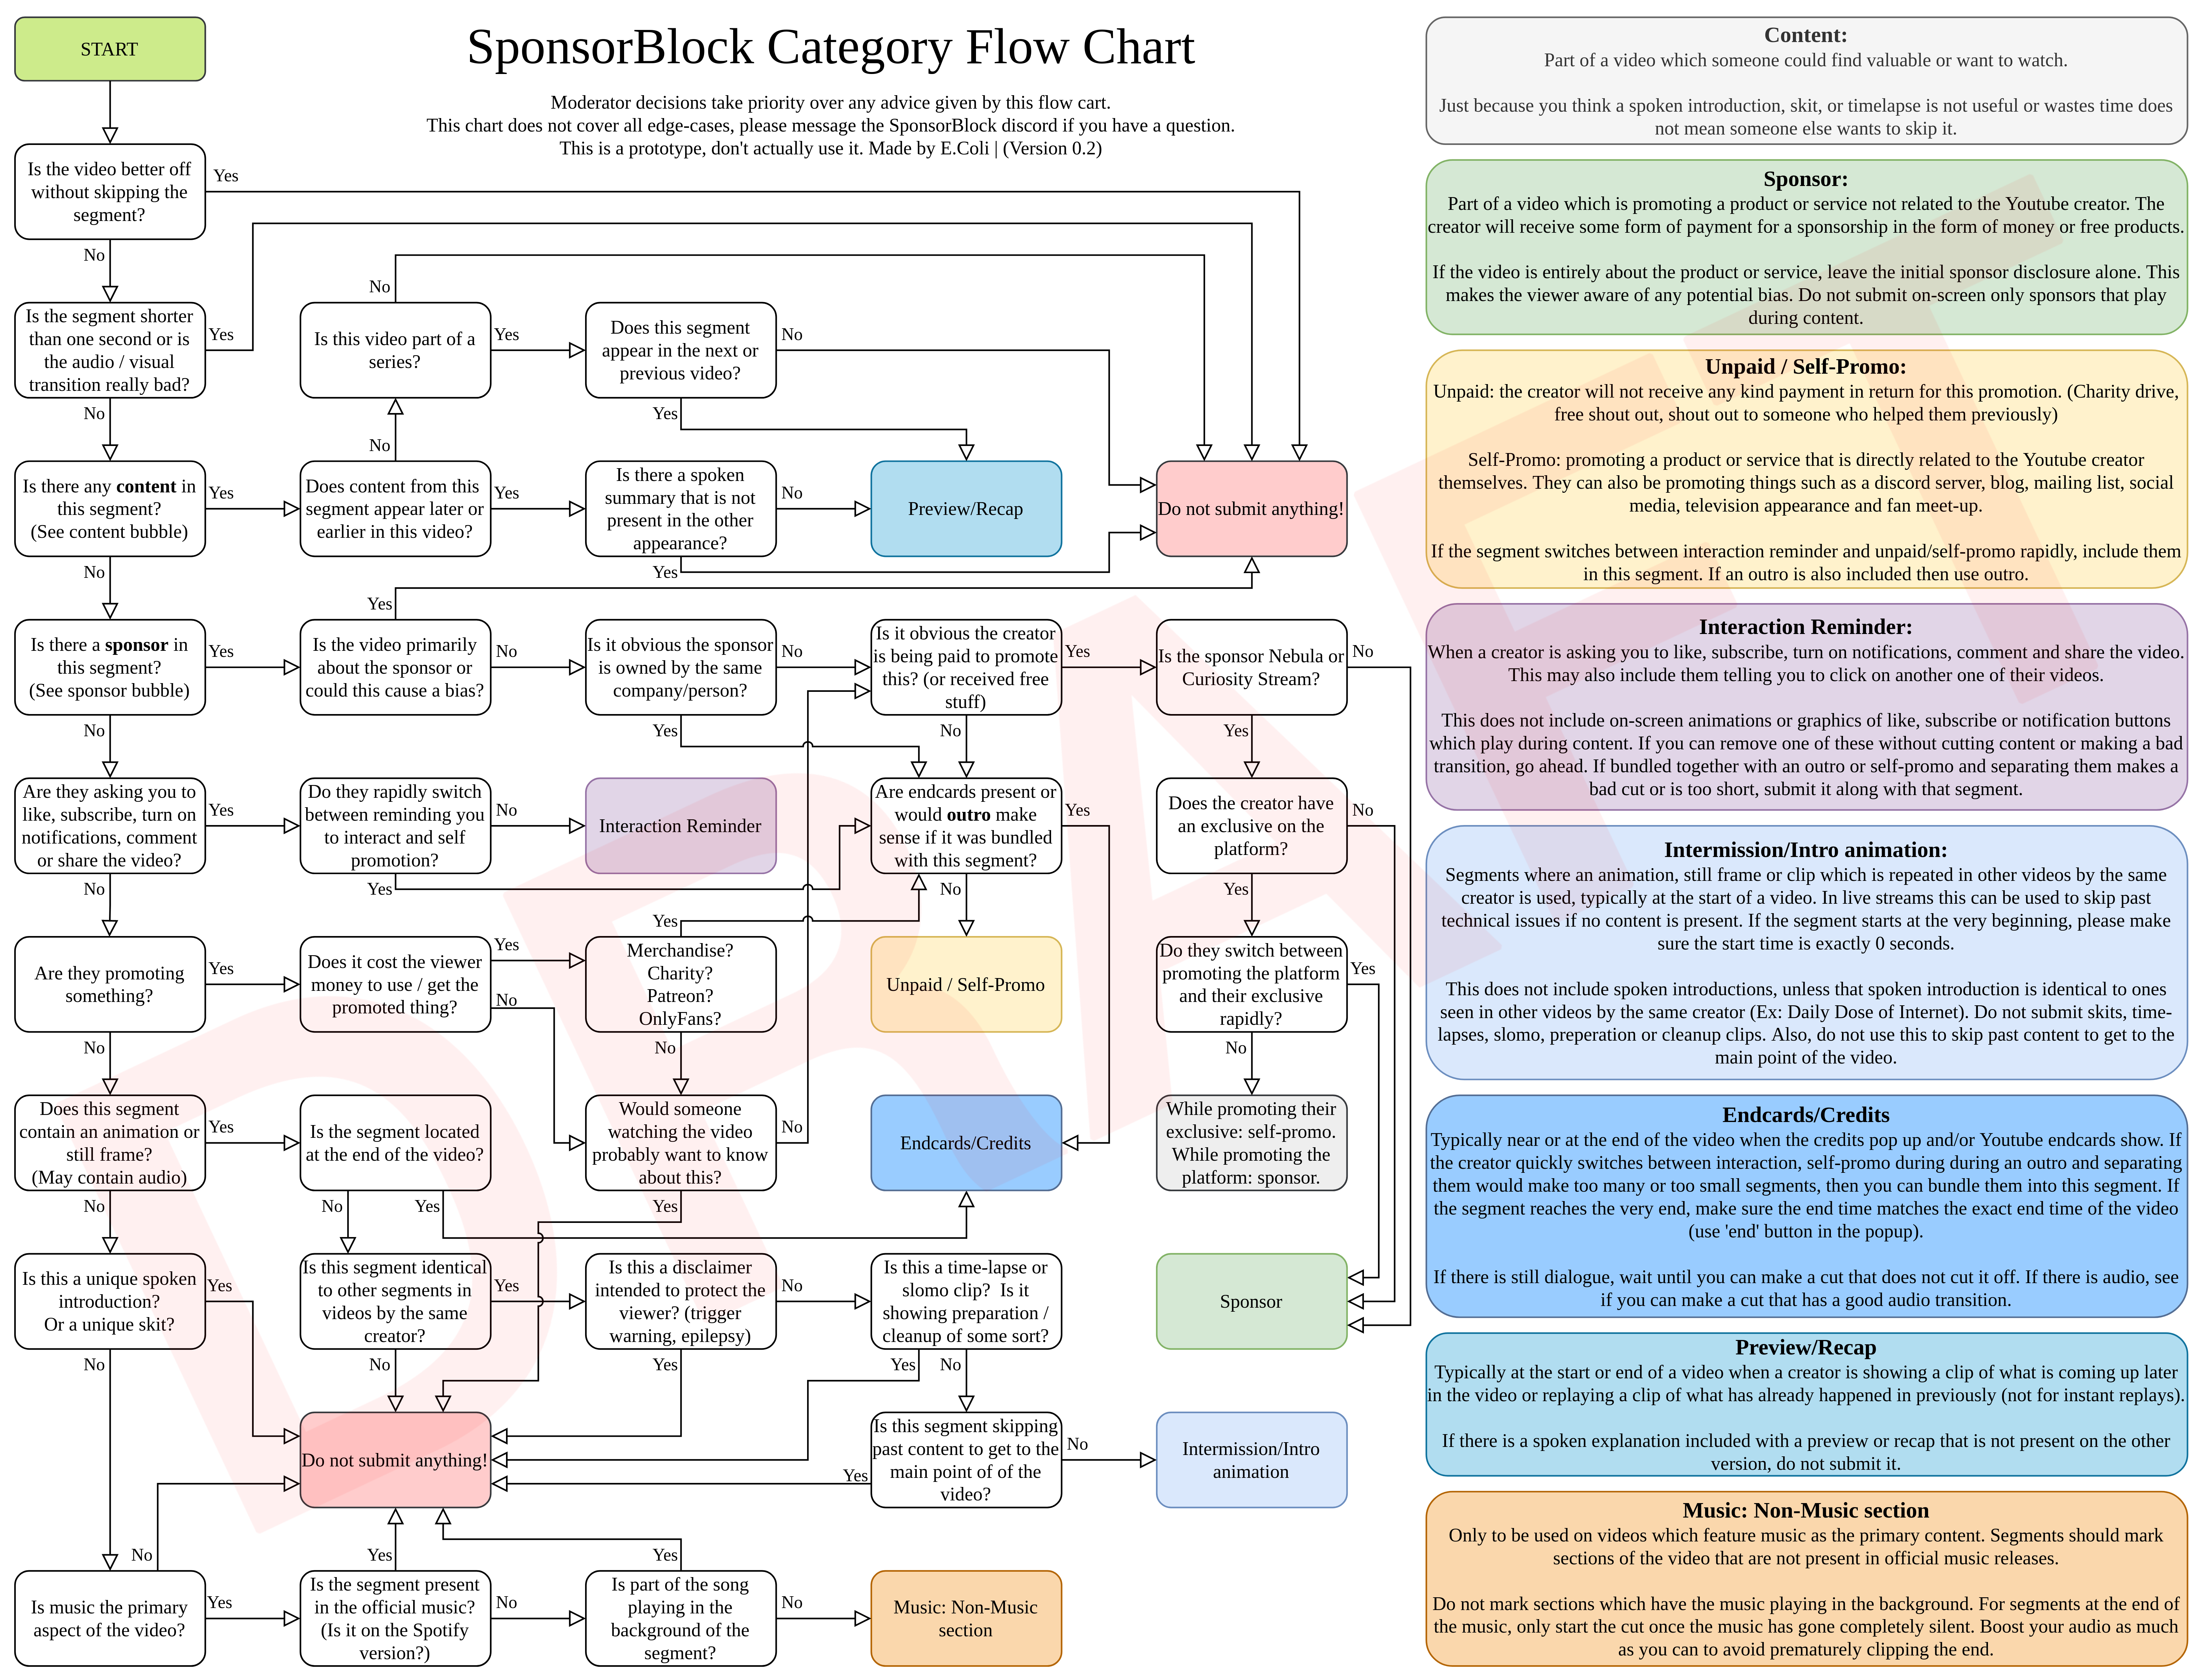 START
SponsorBlock Category Flow Chart
Moderator decisions take priority over any advice given by this flow cart.
This chart does not cover all edge-cases, please message the SponsorBlock discord if you have a question.
This is a prototype, don't actually use it. Made by E.Coli | (Version 0.2)
Is the video better off
without skipping the
segment?
Yes
No
Is the segment shorter
than one second or is
the audio / visual
transition really bad?
Yes
No
Is this video part of a
series?
No
Yes
Does this segment
appear in the next or
previous video?
No
Yes
Is there any content in
this segment?
(See content bubble)
Yes
No
Does content from this
segment appear later or
earlier in this video?
No
Yes
Is there a spoken
summary that is not
present in the other
appearance?
No
Yes
Preview/Recap
Do not submit anything!
Is there a sponsor in
this segment?
(See sponsor bubble)
Yes
No
Is the video primarily
about the sponsor or
could this cause a bias?
Yes
No
Is it obvious the sponsor
is owned by the same
company/person?
No
Yes
Is it obvious the creator
is being paid to promote
this? (or received free
stuff)
Yes
No
Is the sponsor Nebula or
Curiosity Stream?
No
Yes
Are they asking you to
like, subscribe, turn on
notifications, comment
or share the video?
Yes
No
Do they rapidly switch
between reminding you
to interact and self
promotion?
No
Yes
Interaction Reminder
Are endcards present or
would outro make
sense if it was bundled
with this segment?
Yes
No
Does the creator have
an exclusive on the
platform?
No
Yes
Are they promoting
something?
Yes
No
Does it cost the viewer
money to use / get the
promoted thing?
Yes
No
Merchandise?
Charity?
Patreon?
OnlyFans?
Yes
No
Unpaid / Self-Promo
Do they switch between
promoting the platform
and their exclusive
rapidly?
Yes
No
Does this segment
contain an animation or
still frame?
(May contain audio)
Yes
No
Is the segment located
at the end of the video?
No
Yes
Would someone
watching the video
probably want to know
about this?
No
Yes
Endcards/Credits
While promoting their
exclusive: self-promo.
While promoting the
platform: sponsor.
Is this a unique spoken
introduction?
Or a unique skit?
Yes
No
Is this segment identical
to other segments in
videos by the same
creator?
Yes
No
Is this a disclaimer
intended to protect the
viewer? (trigger
warning, epilepsy)
No
Yes
Is this a time-lapse or
slomo clip? Is it
showing preparation /
cleanup of some sort?
Yes
No
Sponsor
Do not submit anything!
Is this segment skipping
past content to get to the
main point of of the
video?
Yes
No
Intermission/Intro
animation
Is music the primary
aspect of the video?
No
Yes
Is the segment present
in the official music?
(Is it on the Spotify
version?)
Yes
No
Is part of the song
playing in the
background of the
segment?
Yes
No
Music: Non-Music
section
Content:
Part of a video which someone could find valuable or want to watch.
Just because you think a spoken introduction, skit, or timelapse is not useful or wastes time does
not mean someone else wants to skip it.
Sponsor:
Part of a video which is promoting a product or service not related to the Youtube creator. The
creator will receive some form of payment for a sponsorship in the form of money or free products.
If the video is entirely about the product or service, leave the initial sponsor disclosure alone. This
makes the viewer aware of any potential bias. Do not submit on-screen only sponsors that play
during content.
Unpaid / Self-Promo:
Unpaid: the creator will not receive any kind payment in return for this promotion. (Charity drive,
free shout out, shout out to someone who helped them previously)
Self-Promo: promoting a product or service that is directly related to the Youtube creator
themselves. They can also be promoting things such as a discord server, blog, mailing list, social
media, television appearance and fan meet-up.
If the segment switches between interaction reminder and unpaid/self-promo rapidly, include them
in this segment. If an outro is also included then use outro.
Interaction Reminder:
When a creator is asking you to like, subscribe, turn on notifications, comment and share the video.
This may also include them telling you to click on another one of their videos.
This does not include on-screen animations or graphics of like, subscribe or notification buttons
which play during content. If you can remove one of these without cutting content or making a bad
transition, go ahead. If bundled together with an outro or self-promo and separating them makes a
bad cut or is too short, submit it along with that segment.
Intermission/Intro animation:
Segments where an animation, still frame or clip which is repeated in other videos by the same
creator is used, typically at the start of a video. In live streams this can be used to skip past
technical issues if no content is present. If the segment starts at the very beginning, please make
sure the start time is exactly 0 seconds.
This does not include spoken introductions, unless that spoken introduction is identical to ones
seen in other videos by the same creator (Ex: Daily Dose of Internet). Do not submit skits, time-
lapses, slomo, preperation or cleanup clips. Also, do not use this to skip past content to get to the
main point of the video.
Endcards/Credits
Typically near or at the end of the video when the credits pop up and/or Youtube endcards show. If
the creator quickly switches between interaction, self-promo during during an outro and separating
them would make too many or too small segments, then you can bundle them into this segment. If
the segment reaches the very end, make sure the end time matches the exact end time of the video
(use 'end' button in the popup).
If there is still dialogue, wait until you can make a cut that does not cut it off. If there is audio, see
if you can make a cut that has a good audio transition.
Preview/Recap
Typically at the start or end of a video when a creator is showing a clip of what is coming up later
in the video or replaying a clip of what has already happened in previously (not for instant replays).
If there is a spoken explanation included with a preview or recap that is not present on the other
version, do not submit it.
Music: Non-Music section
Only to be used on videos which feature music as the primary content. Segments should mark
sections of the video that are not present in official music releases.
Do not mark sections which have the music playing in the background. For segments at the end of
the music, only start the cut once the music has gone completely silent. Boost your audio as much
as you can to avoid prematurely clipping the end.
DRAFT